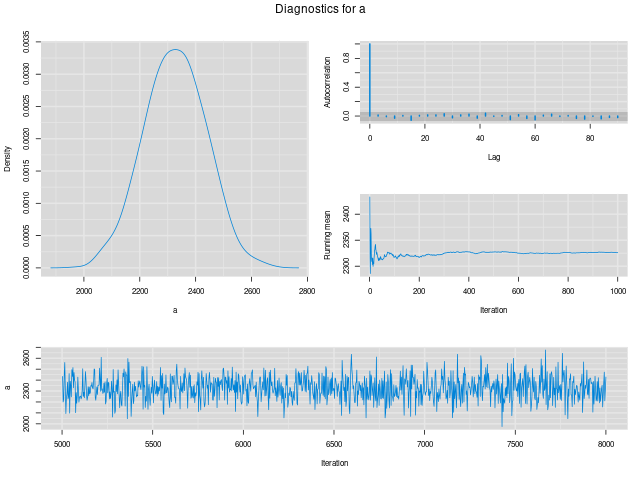 Diagnostics for a
Density
0.0000 0.0005 0.0010 0.0015 0.0020 0.0025 0.0030 0.0035
2000 2200 2400 2600 2800
a
Autocorrelation
0.0 0.4 0.8
0 20 40 60 80
Lag
Running mean
2300 2350 2400
0 200 400 600 800 1000
Iteration
a
2000 2300 2600
5000 5500 6000 6500 7000 7500 8000
Iteration